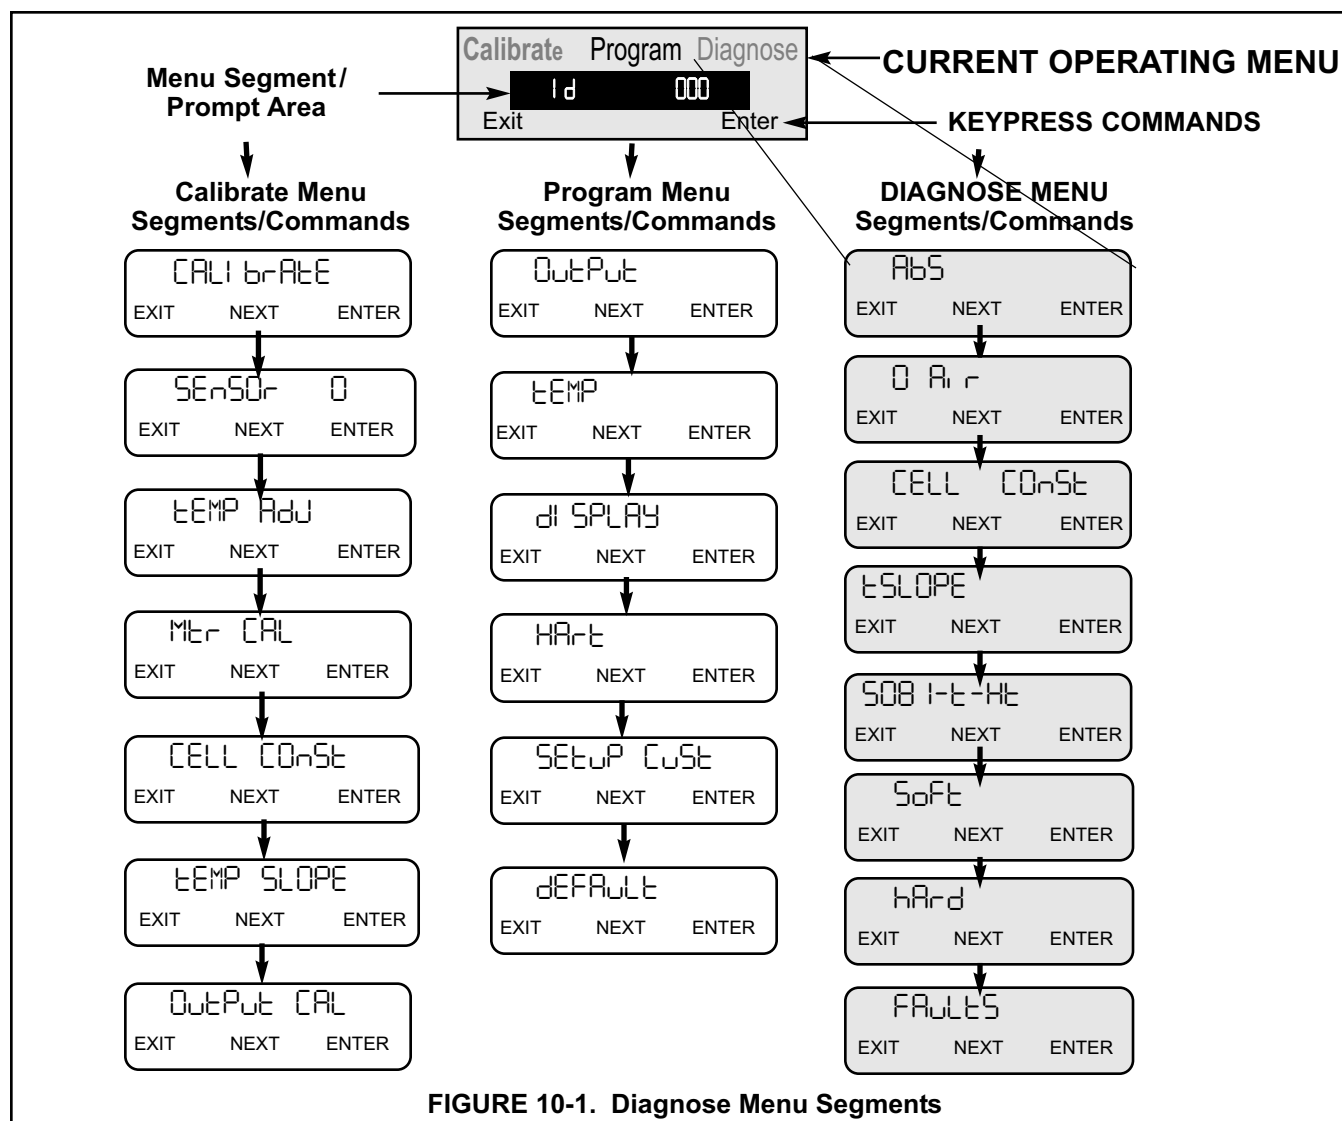 Calibrate Program Diagnose
Id 000
Exit Enter
CURRENT OPERATING MENU
KEYPRESS COMMANDS
Menu Segment/
Prompt Area
Calibrate Menu
Segments/Commands
CALIbrAtE
EXIT NEXT ENTER
SEnSOr 0
EXIT NEXT ENTER
tEMP AdJ
EXIT NEXT ENTER
Mtr CAL
EXIT NEXT ENTER
CELL COnSt
EXIT NEXT ENTER
tEMP SLOPE
EXIT NEXT ENTER
OutPut CAL
EXIT NEXT ENTER
Program Menu
Segments/Commands
OutPut
EXIT NEXT ENTER
tEMP
EXIT NEXT ENTER
dISPLAY
EXIT NEXT ENTER
HArt
EXIT NEXT ENTER
SEtuP CuSt
EXIT NEXT ENTER
dEFAuLt
EXIT NEXT ENTER
DIAGNOSE MENU
Segments/Commands
AbS
EXIT NEXT ENTER
0 Air
EXIT NEXT ENTER
CELL COnSt
EXIT NEXT ENTER
tSLOPE
EXIT NEXT ENTER
5081-t-Ht
EXIT NEXT ENTER
SoFt
EXIT NEXT ENTER
hArd
EXIT NEXT ENTER
FAuLtS
EXIT NEXT ENTER
FIGURE 10-1. Diagnose Menu Segments